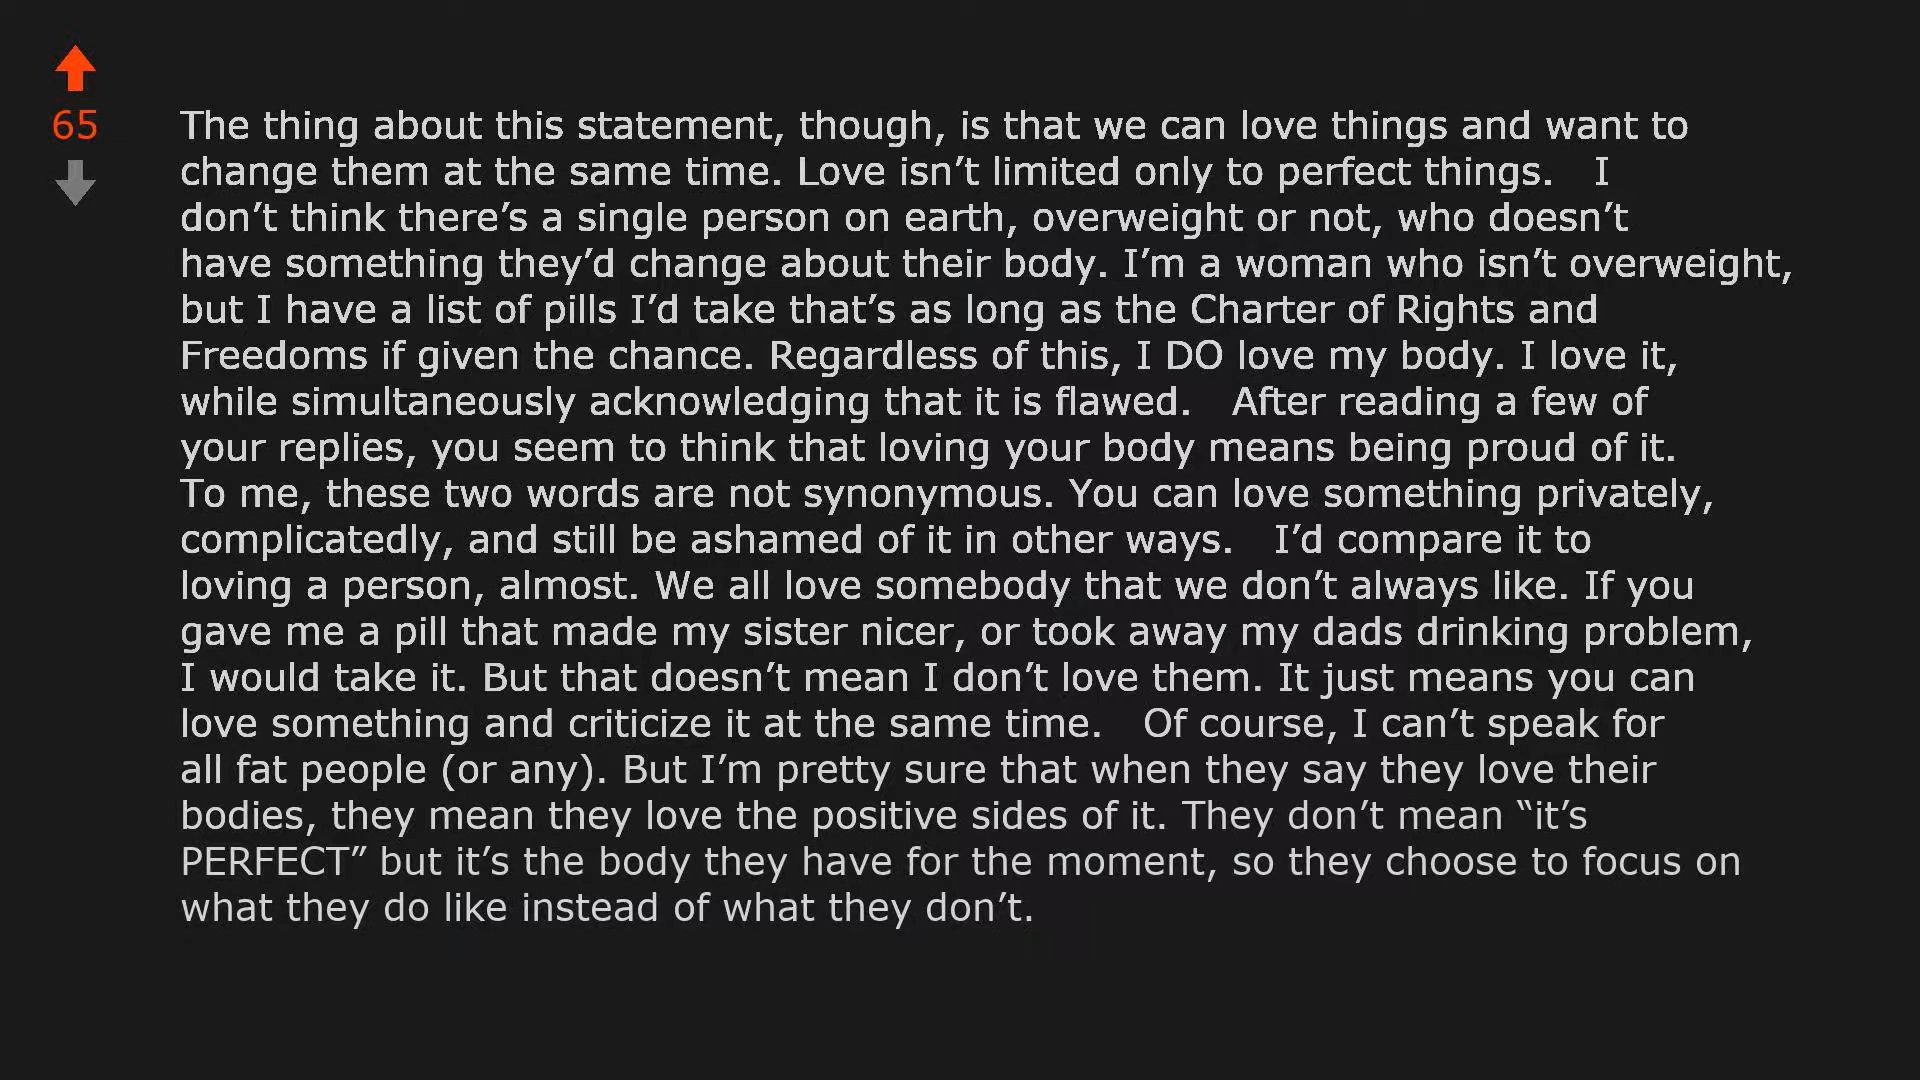 65
The thing about this statement, though, is that we can love things and want to
change them at the same time. Love isn’t limited only to perfect things.   I
don’t think there’s a single person on earth, overweight or not, who doesn’t
have something they’d change about their body. I’m a woman who isn’t overweight,
but I have a list of pills I’d take that’s as long as the Charter of Rights and
Freedoms if given the chance. Regardless of this, I DO love my body. I love it,
while simultaneously acknowledging that it is flawed.   After reading a few of
your replies, you seem to think that loving your body means being proud of it.
To me, these two words are not synonymous. You can love something privately,
complicatedly, and still be ashamed of it in other ways.   I’d compare it to
loving a person, almost. We all love somebody that we don’t always like. If you
gave me a pill that made my sister nicer, or took away my dads drinking problem,
I would take it. But that doesn’t mean I don’t love them. It just means you can
love something and criticize it at the same time.   Of course, I can’t speak for
all fat people (or any). But I’m pretty sure that when they say they love their
bodies, they mean they love the positive sides of it. They don’t mean “it’s
PERFECT” but it’s the body they have for the moment, so they choose to focus on
what they do like instead of what they don’t.